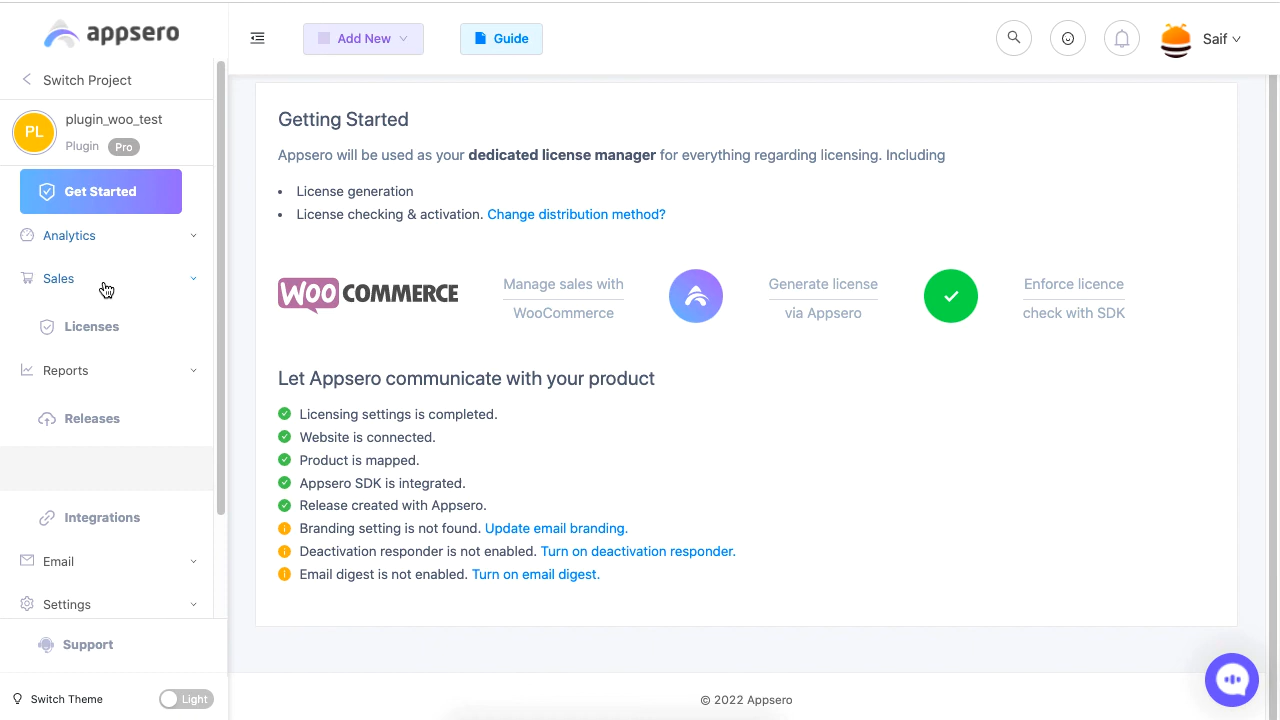 appsero
Add New
Guide
Saif
Switch Project
PL
plugin_woo_test
Plugin Pro
Get Started
Analytics
Sales
Licenses
Reports
Releases
Integrations
Email
Settings
Support
Switch Theme
Light
Getting Started
Appsero will be used as your dedicated license manager for everything regarding licensing. Including
• License generation
• License checking & activation. Change distribution method?
WOOCOMMERCE
Manage sales with
WooCommerce
Generate license
via Appsero
Enforce licence
check with SDK
Let Appsero communicate with your product
Licensing settings is completed.
Website is connected.
Product is mapped.
Appsero SDK is integrated.
Release created with Appsero.
Branding setting is not found. Update email branding.
Deactivation responder is not enabled. Turn on deactivation responder.
Email digest is not enabled. Turn on email digest.
© 2022 Appsero